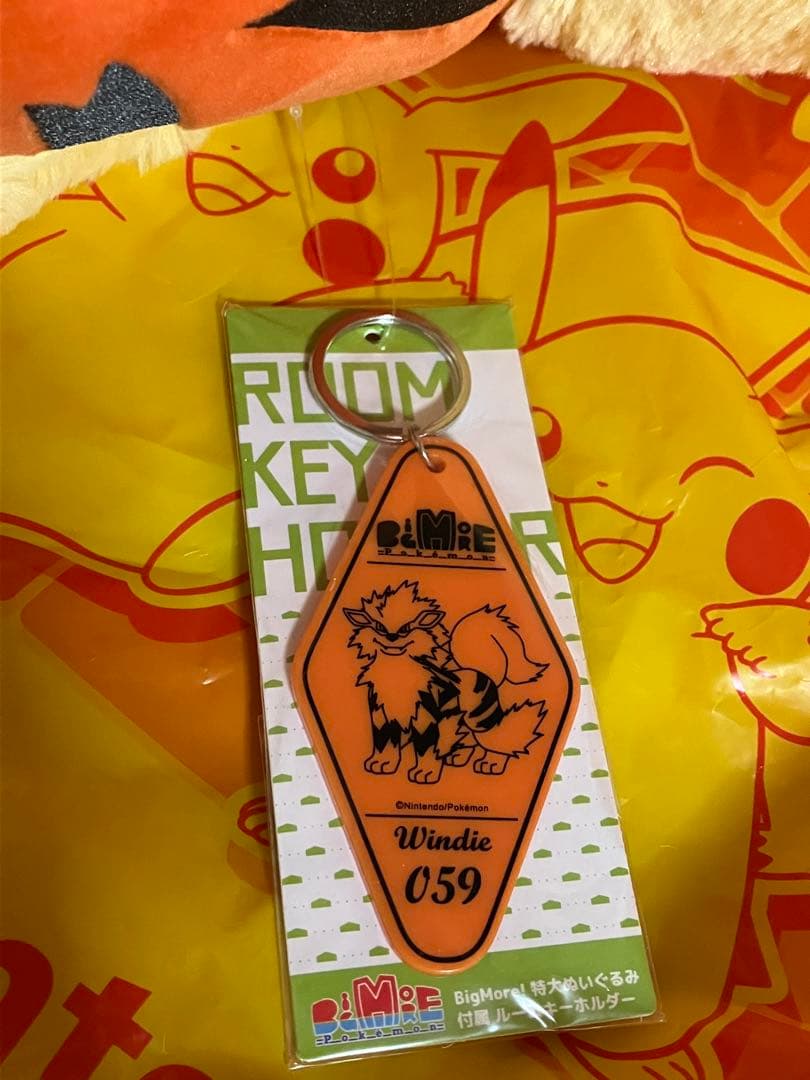 ROOM
KEY
BIGMORE
Pokémon
©Nintendo/Pokémon
Windie
059
BIGMORE
Pokémon
BigMore! 特大ぬいぐるみ
付属 ルームキーホルダー